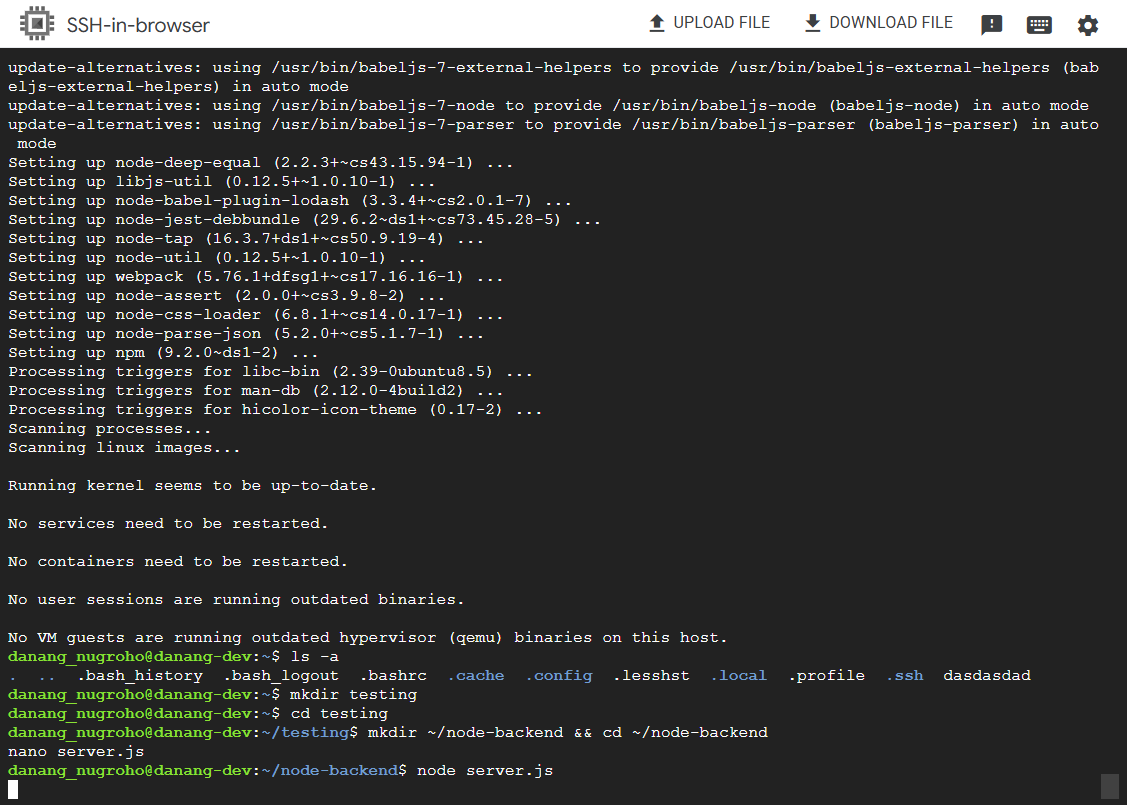 SSH-in-browser UPLOAD FILE DOWNLOAD FILE
update-alternatives: using /usr/bin/babeljs-7-external-helpers to provide /usr/bin/babeljs-external-helpers (bab
eljs-external-helpers) in auto mode
update-alternatives: using /usr/bin/babeljs-7-node to provide /usr/bin/babeljs-node (babeljs-node) in auto mode
update-alternatives: using /usr/bin/babeljs-7-parser to provide /usr/bin/babeljs-parser (babeljs-parser) in auto
 mode
Setting up node-deep-equal (2.2.3+~cs43.15.94-1) ...
Setting up libjs-util (0.12.5+~1.0.10-1) ...
Setting up node-babel-plugin-lodash (3.3.4+~cs2.0.1-7) ...
Setting up node-jest-debbundle (29.6.2~ds1+~cs73.45.28-5) ...
Setting up node-tap (16.3.7+ds1+~cs50.9.19-4) ...
Setting up node-util (0.12.5+~1.0.10-1) ...
Setting up webpack (5.76.1+dfsg1+~cs17.16.16-1) ...
Setting up node-assert (2.0.0+~cs3.9.8-2) ...
Setting up node-css-loader (6.8.1+~cs14.0.17-1) ...
Setting up node-parse-json (5.2.0+~cs5.1.7-1) ...
Setting up npm (9.2.0~ds1-2) ...
Processing triggers for libc-bin (2.39-0ubuntu8.5) ...
Processing triggers for man-db (2.12.0-4build2) ...
Processing triggers for hicolor-icon-theme (0.17-2) ...
Scanning processes...
Scanning linux images...

Running kernel seems to be up-to-date.

No services need to be restarted.

No containers need to be restarted.

No user sessions are running outdated binaries.

No VM guests are running outdated hypervisor (qemu) binaries on this host.
danang_nugroho@danang-dev:~$ ls -a
.  ..  .bash_history  .bash_logout  .bashrc  .cache  .config  .lesshst  .local  .profile  .ssh  dasdasdad
danang_nugroho@danang-dev:~$ mkdir testing
danang_nugroho@danang-dev:~$ cd testing
danang_nugroho@danang-dev:~/testing$ mkdir ~/node-backend && cd ~/node-backend
nano server.js
danang_nugroho@danang-dev:~/node-backend$ node server.js